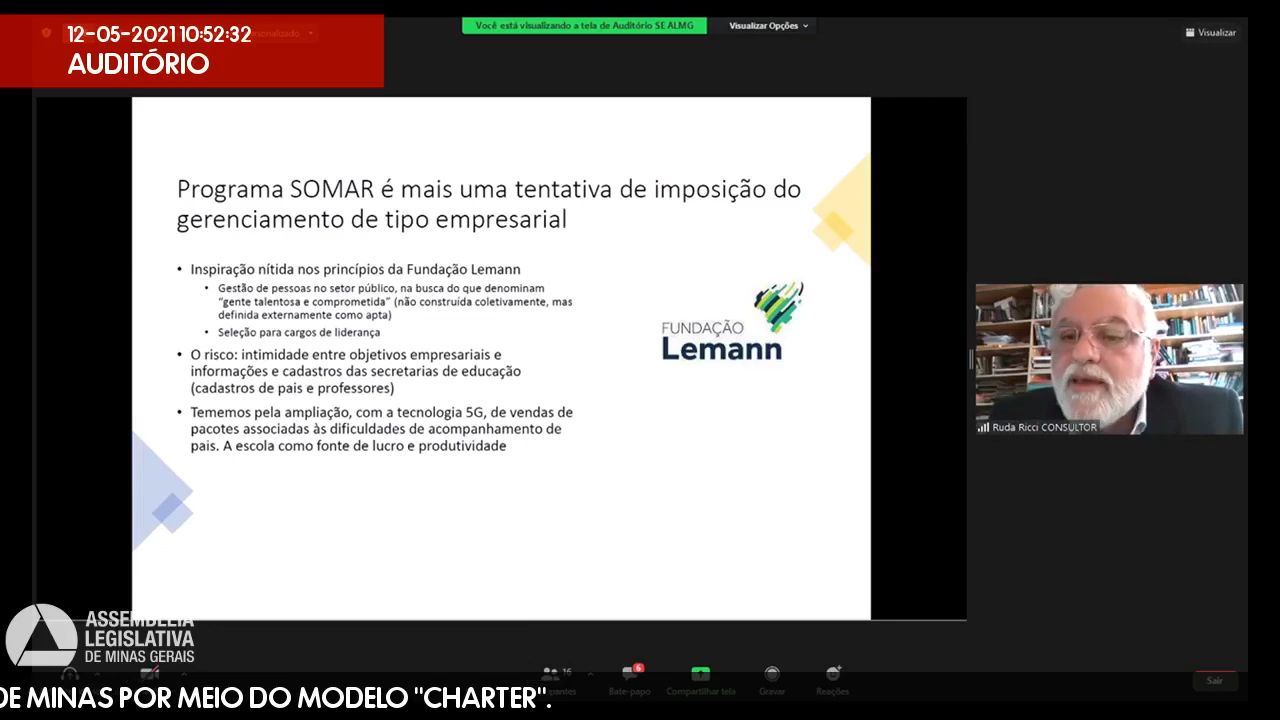 12-05-2021 10:52:32
AUDITÓRIO
Você está visualizando a tela de Auditório SE ALMG
Visualizar Opções
Visualizar
Programa SOMAR é mais uma tentativa de imposição do
gerenciamento de tipo empresarial
• Inspiração nítida nos princípios da Fundação Lemann
• Gestão de pessoas no setor público, na busca do que denominam
"gente talentosa e comprometida" (não construída coletivamente, mas
definida externamente como apta)
• Seleção para cargos de liderança
• O risco: intimidade entre objetivos empresariais e
informações e cadastros das secretarias de educação
(cadastros de pais e professores)
• Tememos pela ampliação, com a tecnologia 5G, de vendas de
pacotes associadas às dificuldades de acompanhamento de
pais. A escola como fonte de lucro e produtividade
FUNDAÇÃO
Lemann
Ruda Ricci CONSULTOR
ASSEMBLEIA
LEGISLATIVA
DE MINAS GERAIS
16
6
Bate-papo
Compartilhar tela
Gravar
Reações
Sair
DE MINAS POR MEIO DO MODELO "CHARTER".